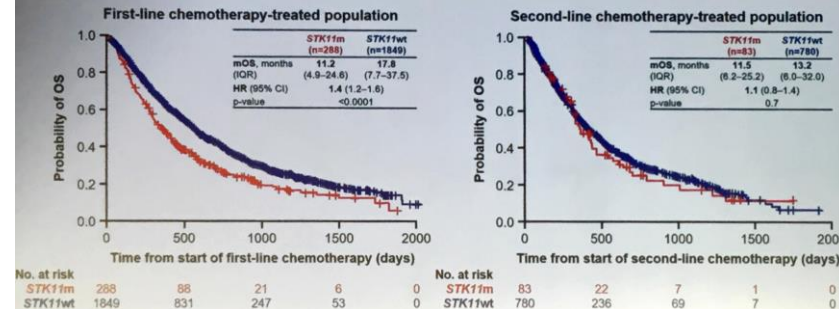 First-line chemotherapy-treated population
STK11m STK11wt
(n=288) (n=1849)
mOS, months 11.2 17.8
(IQR) (4.9–24.6) (7.7–37.5)
HR (95% CI) 1.4 (1.2–1.6)
p-value <0.0001
Probability of OS
1.0
0.8
0.6
0.4
0.2
0.0
0 500 1000 1500 2000
Time from start of first-line chemotherapy (days)
No. at risk
STK11m 288 88 21 6 0
STK11wt 1849 831 247 53 0
Second-line chemotherapy-treated population
STK11m STK11wt
(n=83) (n=780)
mOS, months 11.5 13.2
(IQR) (6.2–25.2) (6.0–32.0)
HR (95% CI) 1.1 (0.8–1.4)
p-value 0.7
Probability of OS
1.0
0.8
0.6
0.4
0.2
0.0
0 500 1000 1500 200
Time from start of second-line chemotherapy (days)
No. at risk
STK11m 83 22 7 1 0
STK11wt 780 236 69 7 0